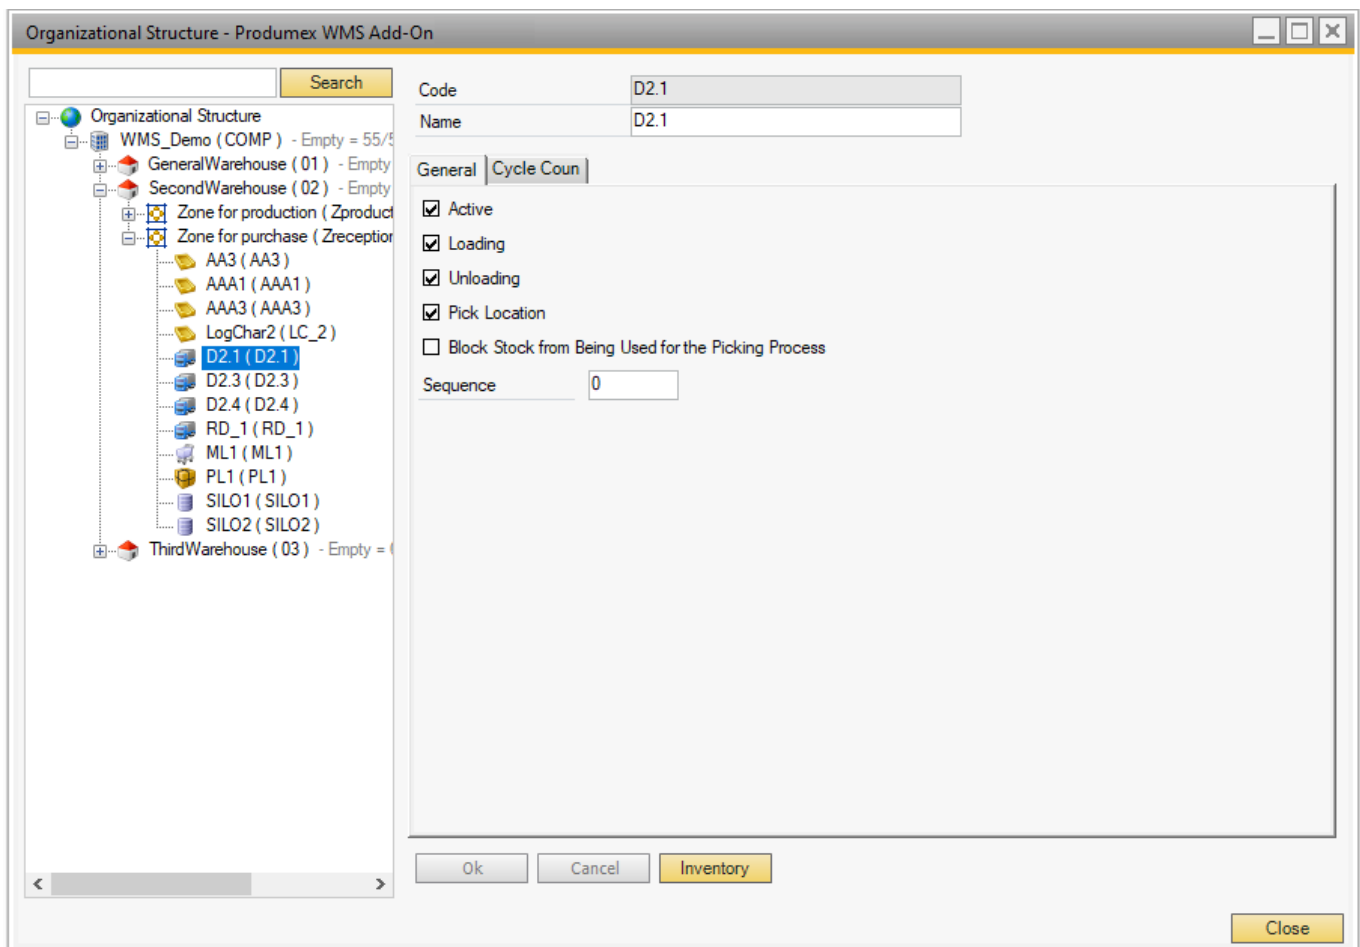 Organizational Structure - Produmex WMS Add-On
Search
Organizational Structure
WMS_Demo ( COMP ) - Empty = 55/
GeneralWarehouse ( 01 ) - Empty
SecondWarehouse ( 02 ) - Empty
Zone for production ( Zproduct
Zone for purchase ( Zreception
AA3 ( AA3 )
AAA1 ( AAA1 )
AAA3 ( AAA3 )
LogChar2 ( LC_2 )
D2.1 ( D2.1 )
D2.3 ( D2.3 )
D2.4 ( D2.4 )
RD_1 ( RD_1 )
ML1 ( ML1 )
PL1 ( PL1 )
SILO1 ( SILO1 )
SILO2 ( SILO2 )
ThirdWarehouse ( 03 ) - Empty =
Code D2.1
Name D2.1
General Cycle Coun
Active
Loading
Unloading
Pick Location
Block Stock from Being Used for the Picking Process
Sequence 0
Ok Cancel Inventory
Close